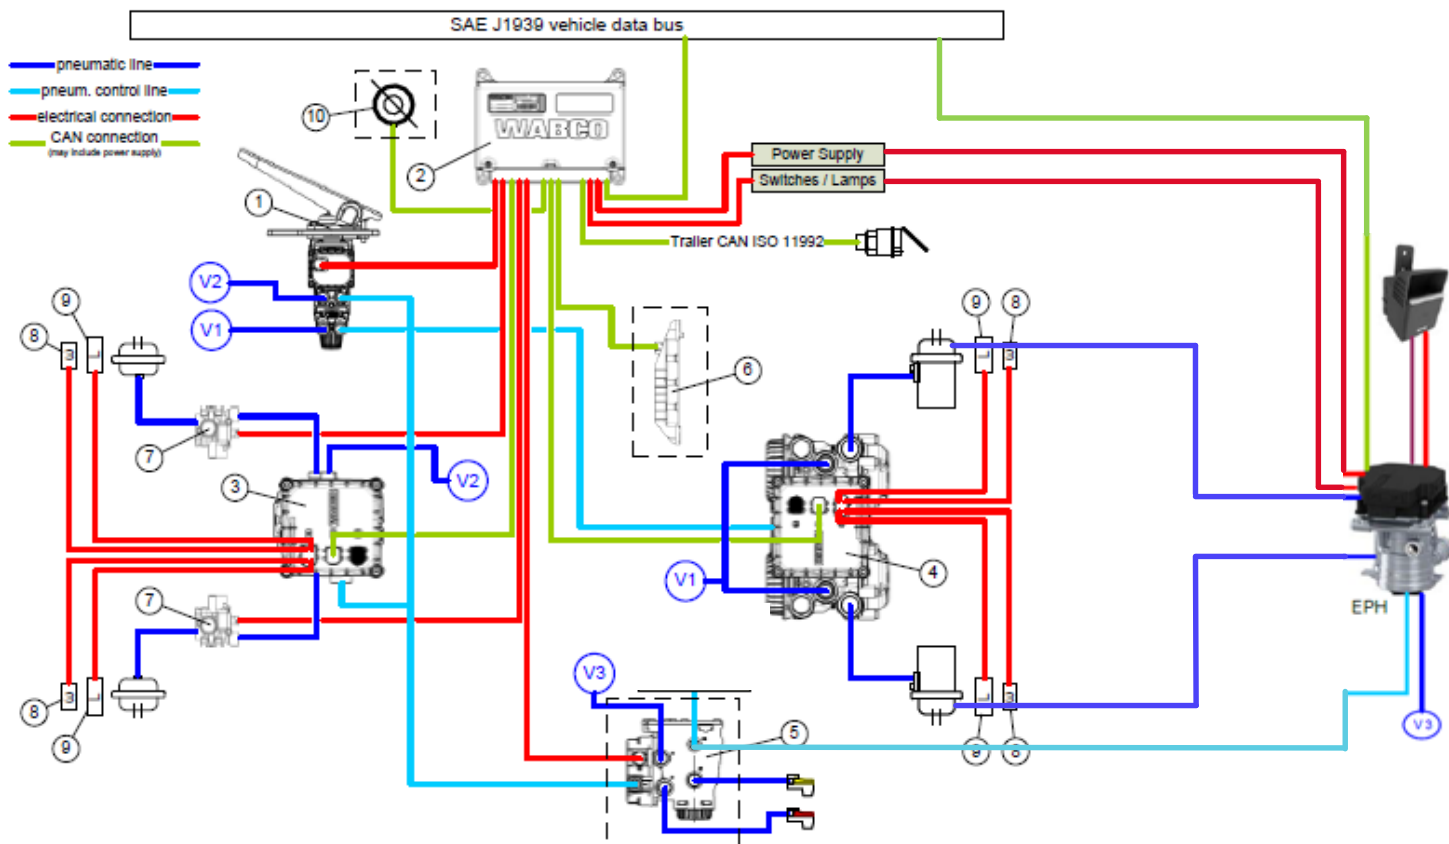 SAE J1939 vehicle data bus
pneumatic line
pneum. control line
electrical connection
CAN connection
(may include power supply)
10
WABCO
2
Power Supply
Switches / Lamps
1
Trailer CAN ISO 11992
V2
V1
9
8
9
8
6
7
3
V2
4
V1
EPH
7
V3
V3
8
9
5
9
8